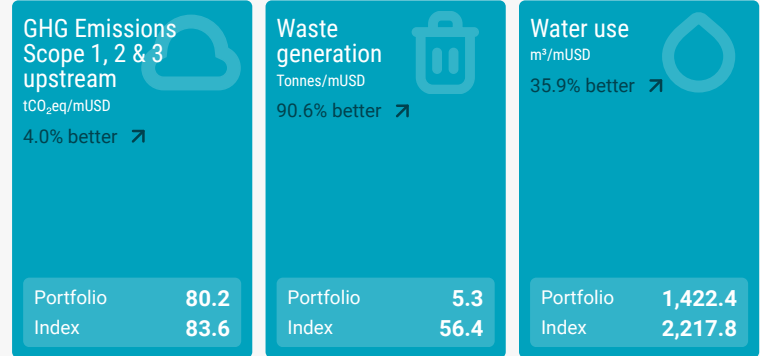 GHG Emissions
Scope 1, 2 & 3
upstream
tCO₂eq/mUSD
4.0% better
Portfolio 80.2
Index 83.6
Waste
generation
Tonnes/mUSD
90.6% better
Portfolio 5.3
Index 56.4
Water use
m³/mUSD
35.9% better
Portfolio 1,422.4
Index 2,217.8